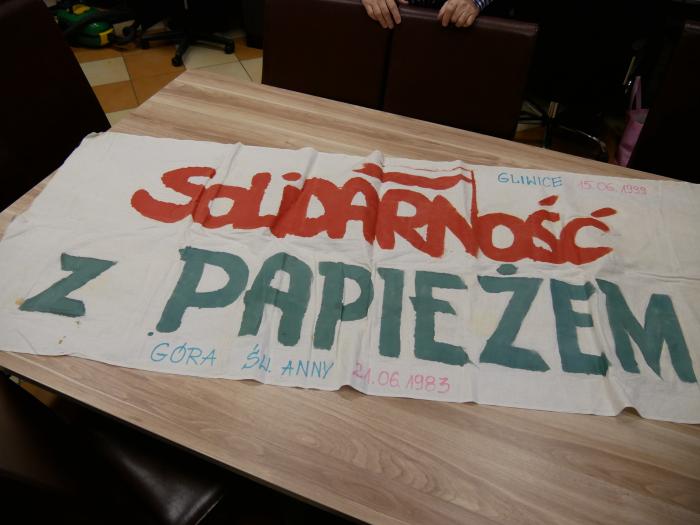 GLIWICE 15.06.1999
SOLiDARNOŚĆ
Z PAPIEŻEM
GÓRA ŚW. ANNY 21.06.1983